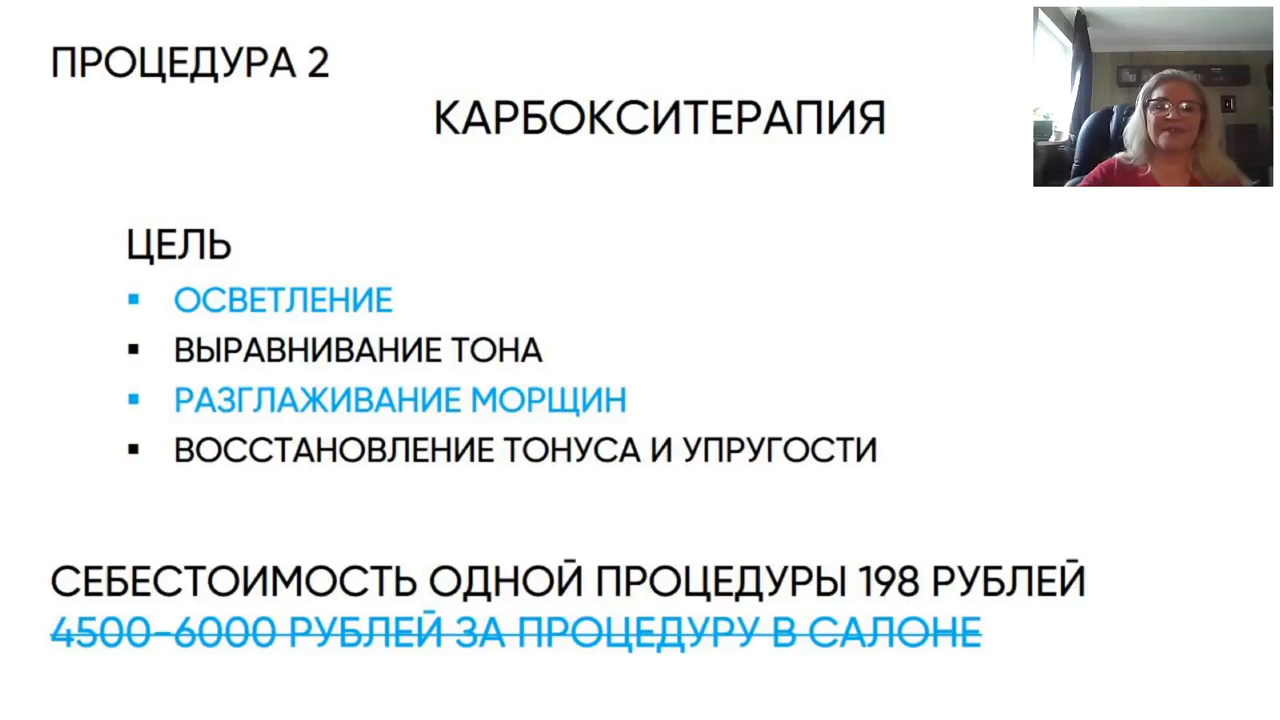 ПРОЦЕДУРА 2
КАРБОКСИТЕРАПИЯ
ЦЕЛЬ
▪ ОСВЕТЛЕНИЕ
▪ ВЫРАВНИВАНИЕ ТОНА
▪ РАЗГЛАЖИВАНИЕ МОРЩИН
▪ ВОССТАНОВЛЕНИЕ ТОНУСА И УПРУГОСТИ
СЕБЕСТОИМОСТЬ ОДНОЙ ПРОЦЕДУРЫ 198 РУБЛЕЙ
4500-6000 РУБЛЕЙ ЗА ПРОЦЕДУРУ В САЛОНЕ